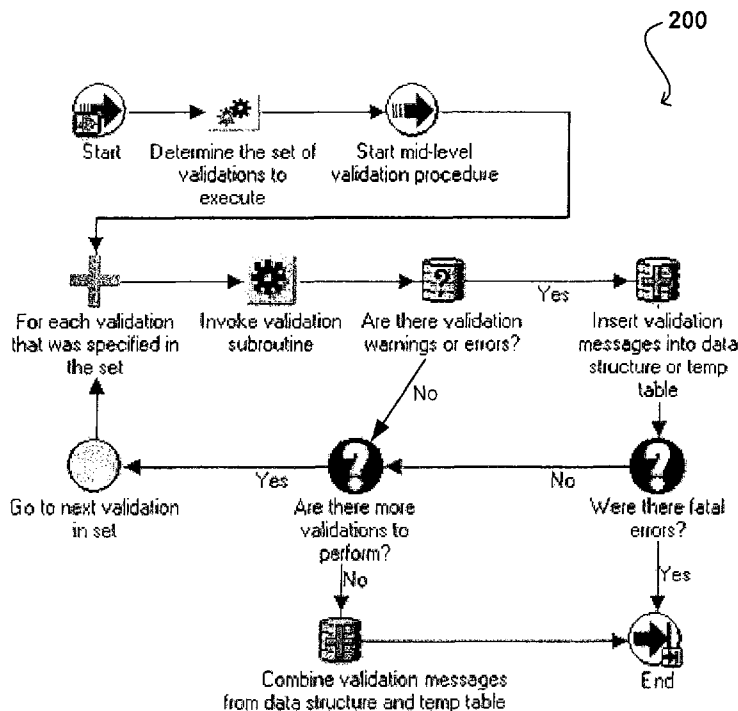 200
Start
Determine the set of
validations to
execute
Start mid-level
validation procedure
For each validation
that was specified in
the set
Invoke validation
subroutine
Are there validation
warnings or errors?
Yes
Insert validation
messages into data
structure or temp
table
No
Go to next validation
in set
Yes
Are there more
validations to
perform?
No
Were there fatal
errors?
No
Yes
Combine validation messages
from data structure and temp table
End